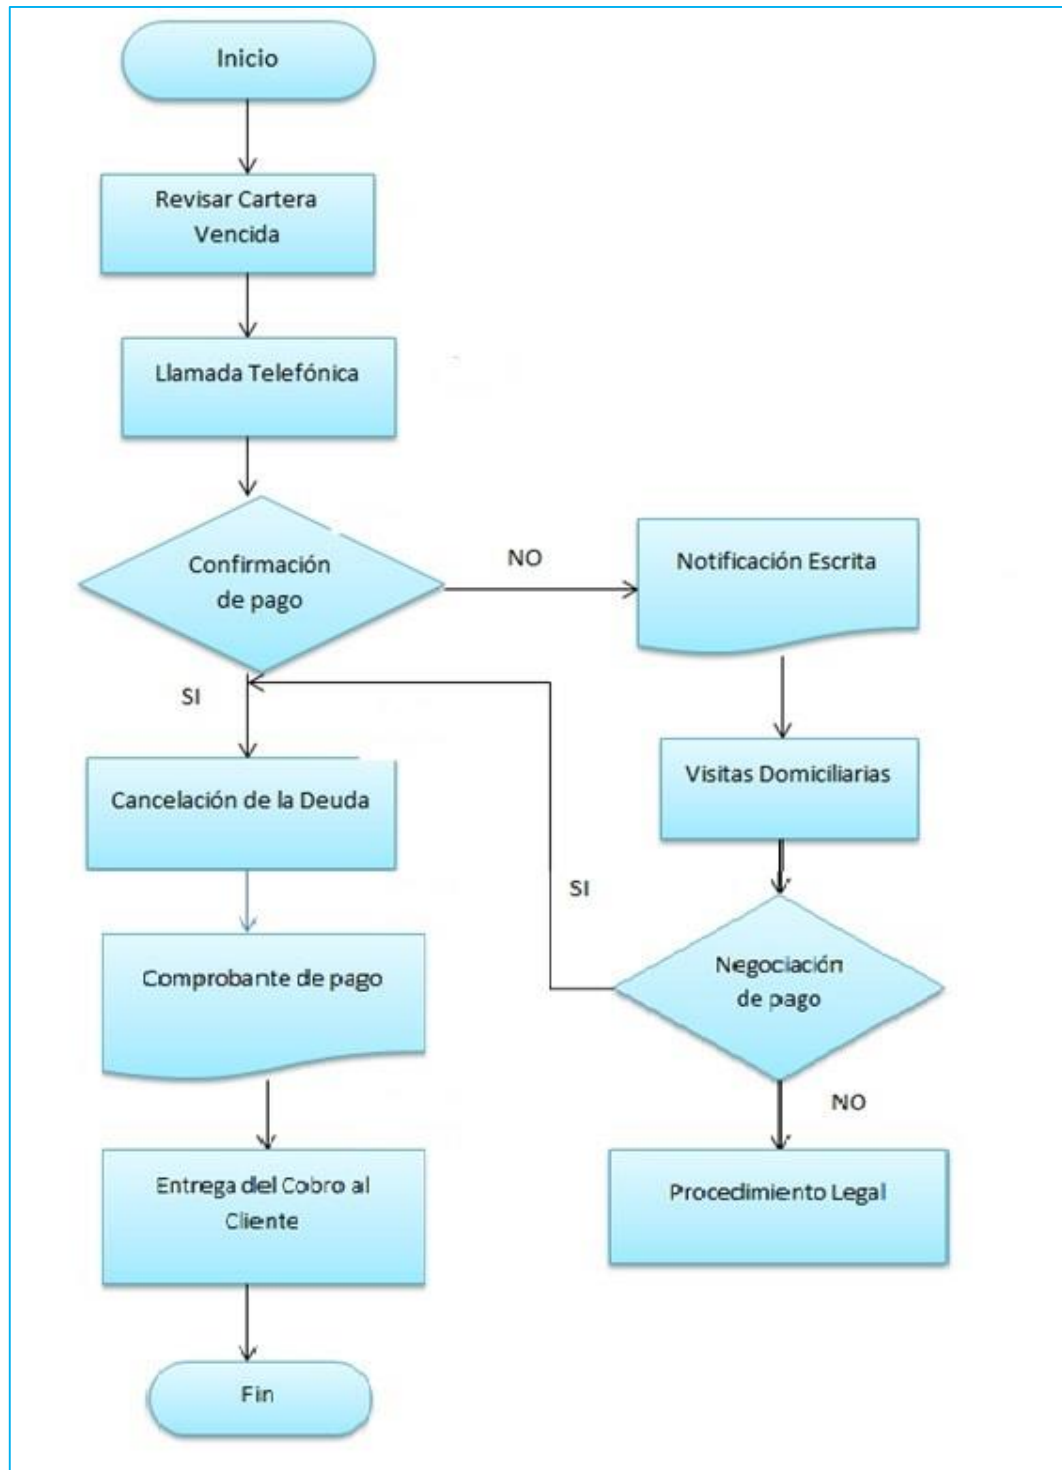 Inicio
Revisar Cartera
Vencida
Llamada Telefónica
Confirmación
de pago
NO
Notificación Escrita
SI
Visitas Domiciliarias
Cancelación de la Deuda
SI
Negociación
de pago
Comprobante de pago
NO
Entrega del Cobro al
Cliente
Procedimiento Legal
Fin